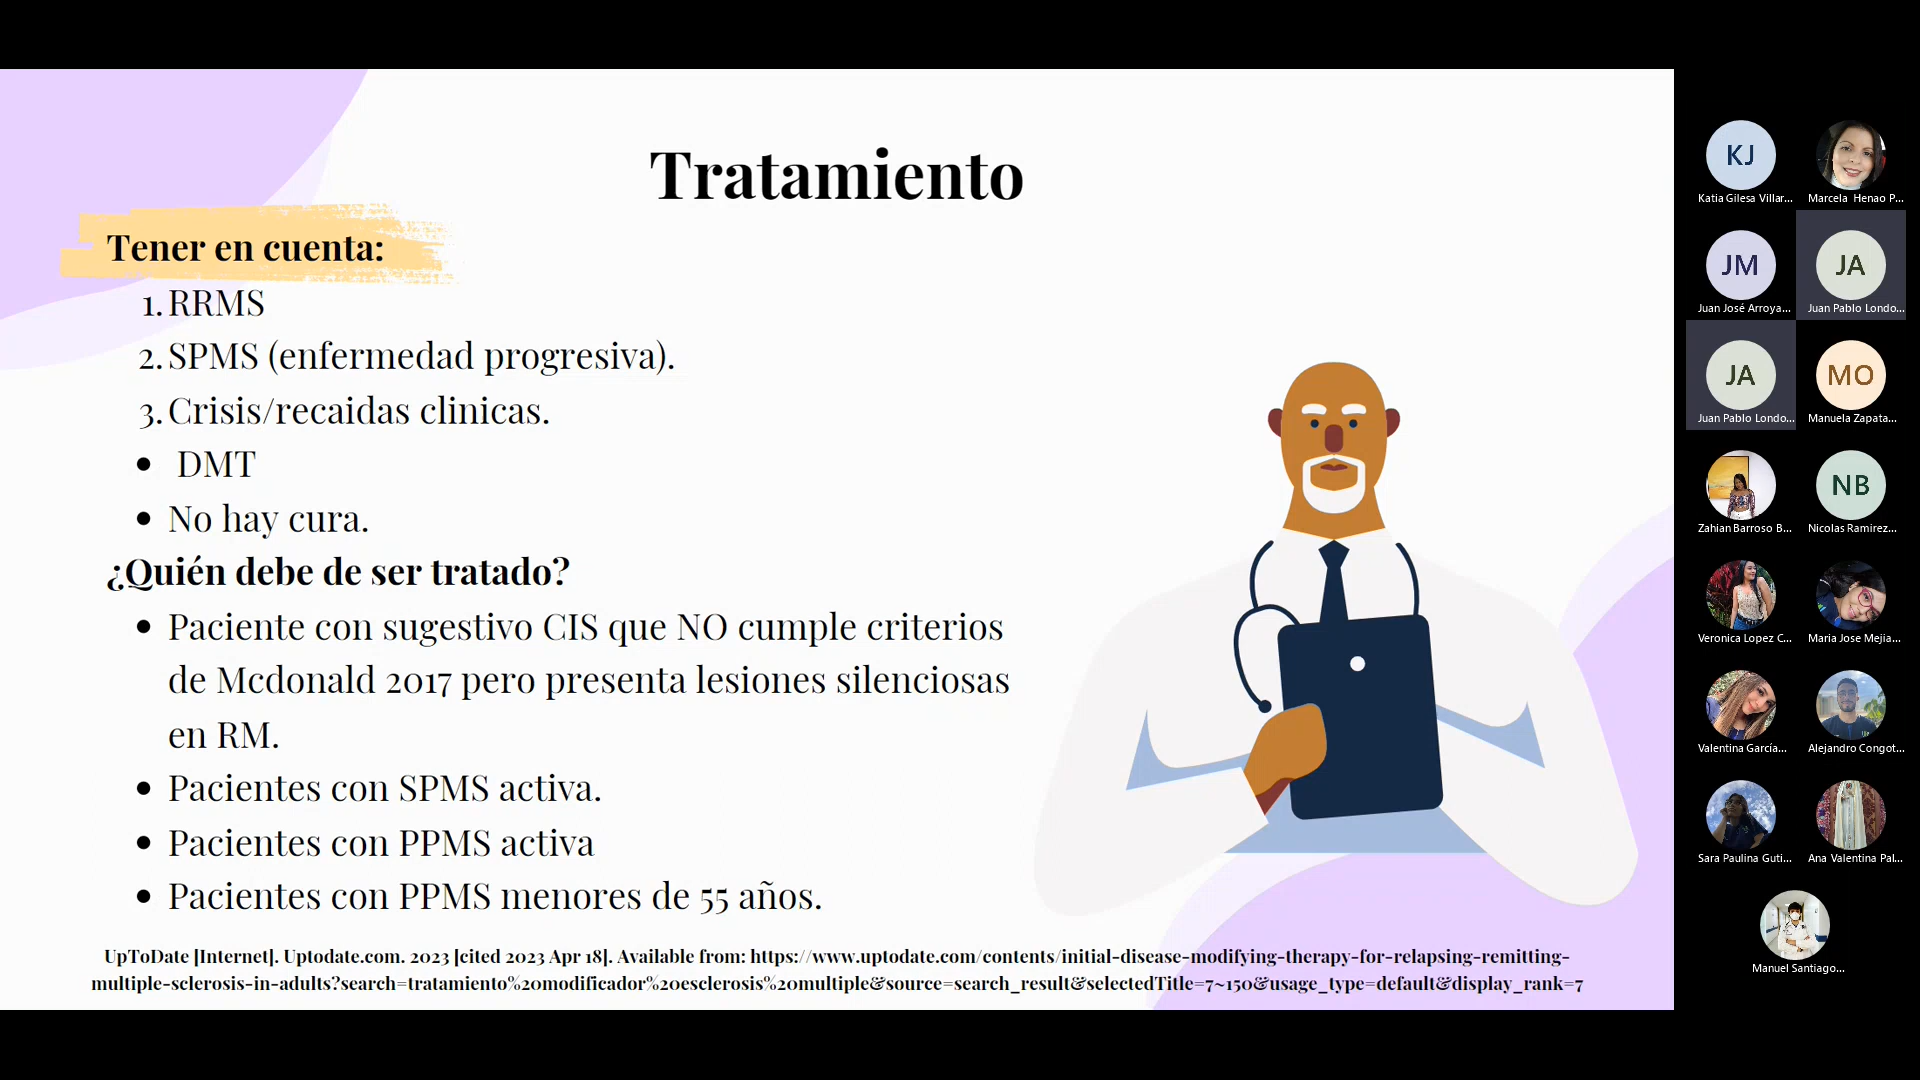 Tratamiento
Tener en cuenta:
1. RRMS
2. SPMS (enfermedad progresiva).
3. Crisis/recaidas clinicas.
• DMT
• No hay cura.
¿Quién debe de ser tratado?
• Paciente con sugestivo CIS que NO cumple criterios
de Mcdonald 2017 pero presenta lesiones silenciosas
en RM.
• Pacientes con SPMS activa.
• Pacientes con PPMS activa
• Pacientes con PPMS menores de 55 años.
UpToDate [Internet]. Uptodate.com. 2023 [cited 2023 Apr 18]. Available from: https://www.uptodate.com/contents/initial-disease-modifying-therapy-for-relapsing-remitting-
multiple-sclerosis-in-adults?search=tratamiento%20modificador%20esclerosis%20multiple&source=search_result&selectedTitle=7~150&usage_type=default&display_rank=7
KJ
Katia Gilesa Villar...
Marcela Henao P...
JM
Juan José Arroya...
JA
Juan Pablo Londo...
JA
Juan Pablo Londo...
MO
Manuela Zapata...
Zahian Barroso B...
NB
Nicolas Ramirez...
Veronica Lopez C...
Maria Jose Mejia...
Valentina García...
Alejandro Congot...
Sara Paulina Guti...
Ana Valentina Pal...
Manuel Santiago...